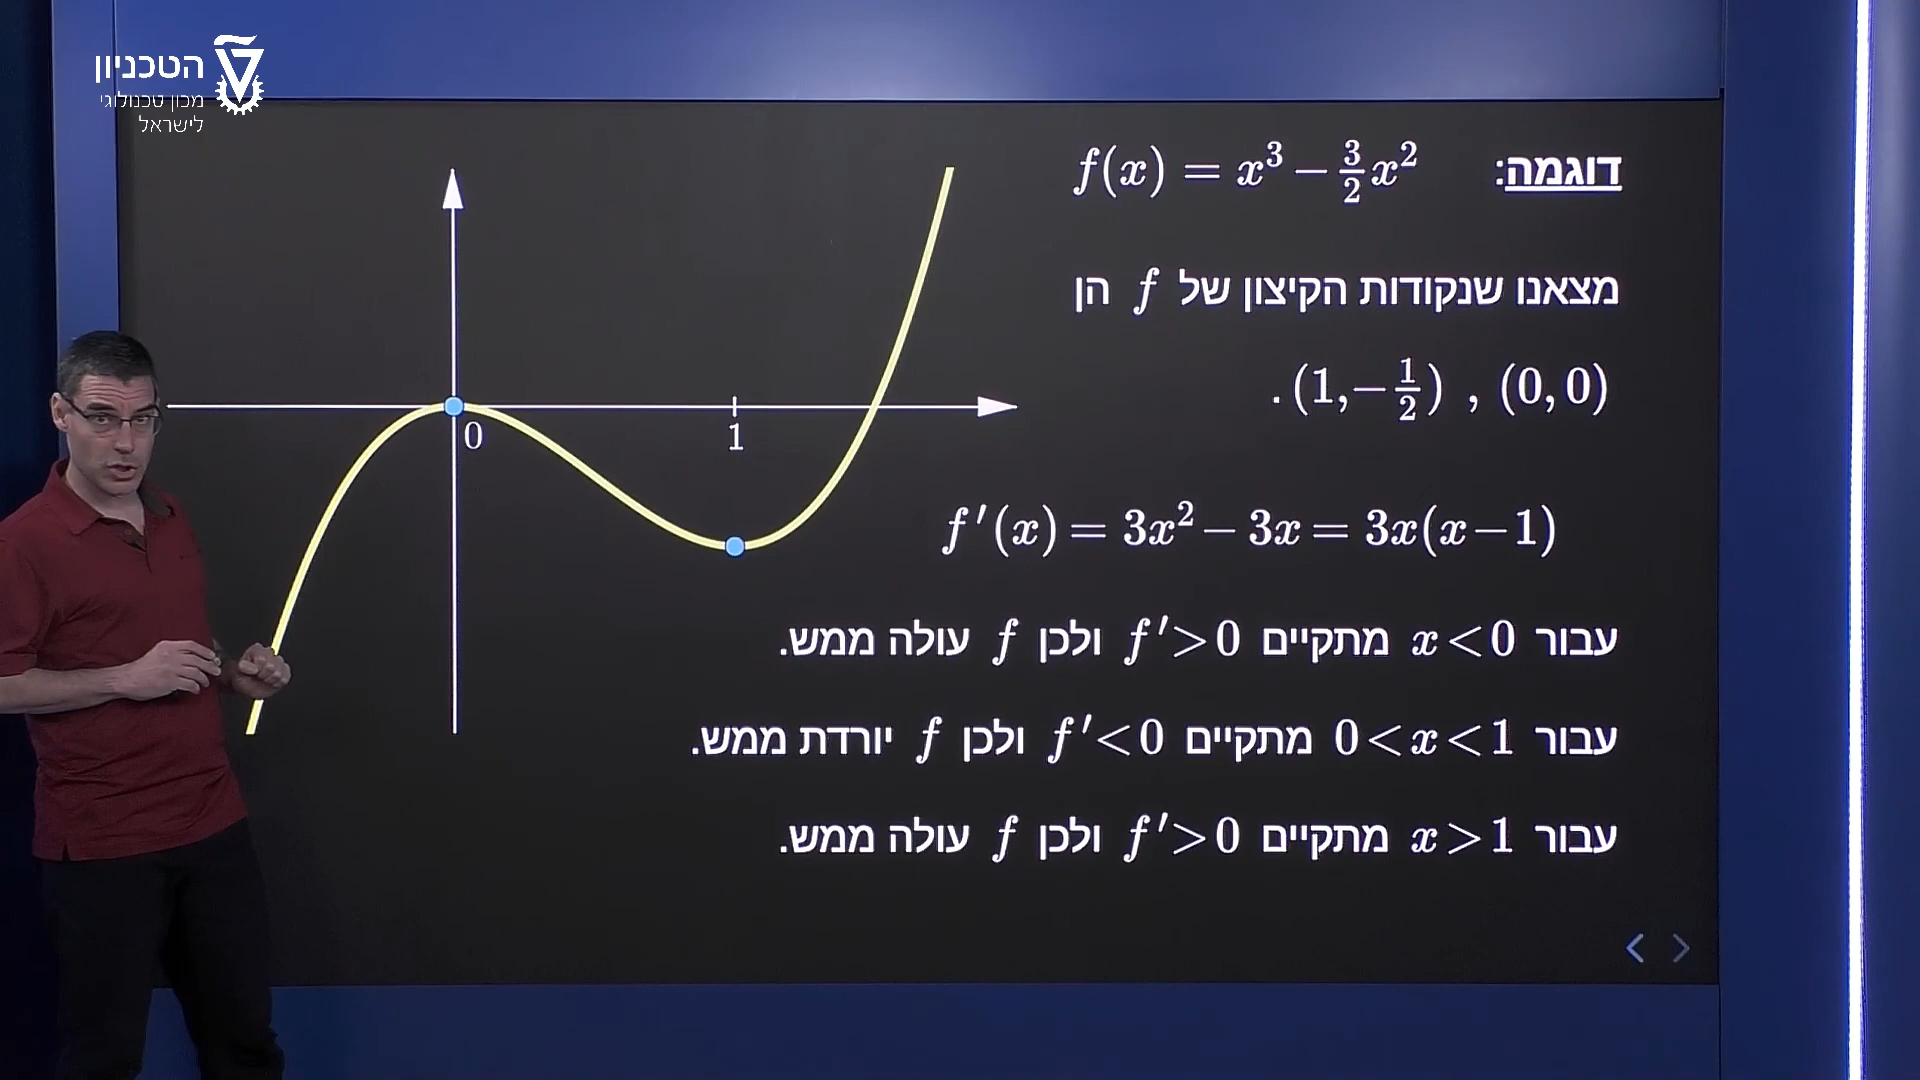 הטכניון
מכון טכנולוגי
לישראל
דוגמה: f(x) = x³ − 3/2 x²
מצאנו שנקודות הקיצון של f הן
(0,0) , (1,−1/2) .
f′(x) = 3x² − 3x = 3x(x−1)
עבור x<0 מתקיים f′>0 ולכן f עולה ממש.
עבור 0<x<1 מתקיים f′<0 ולכן f יורדת ממש.
עבור x>1 מתקיים f′>0 ולכן f עולה ממש.
0
1